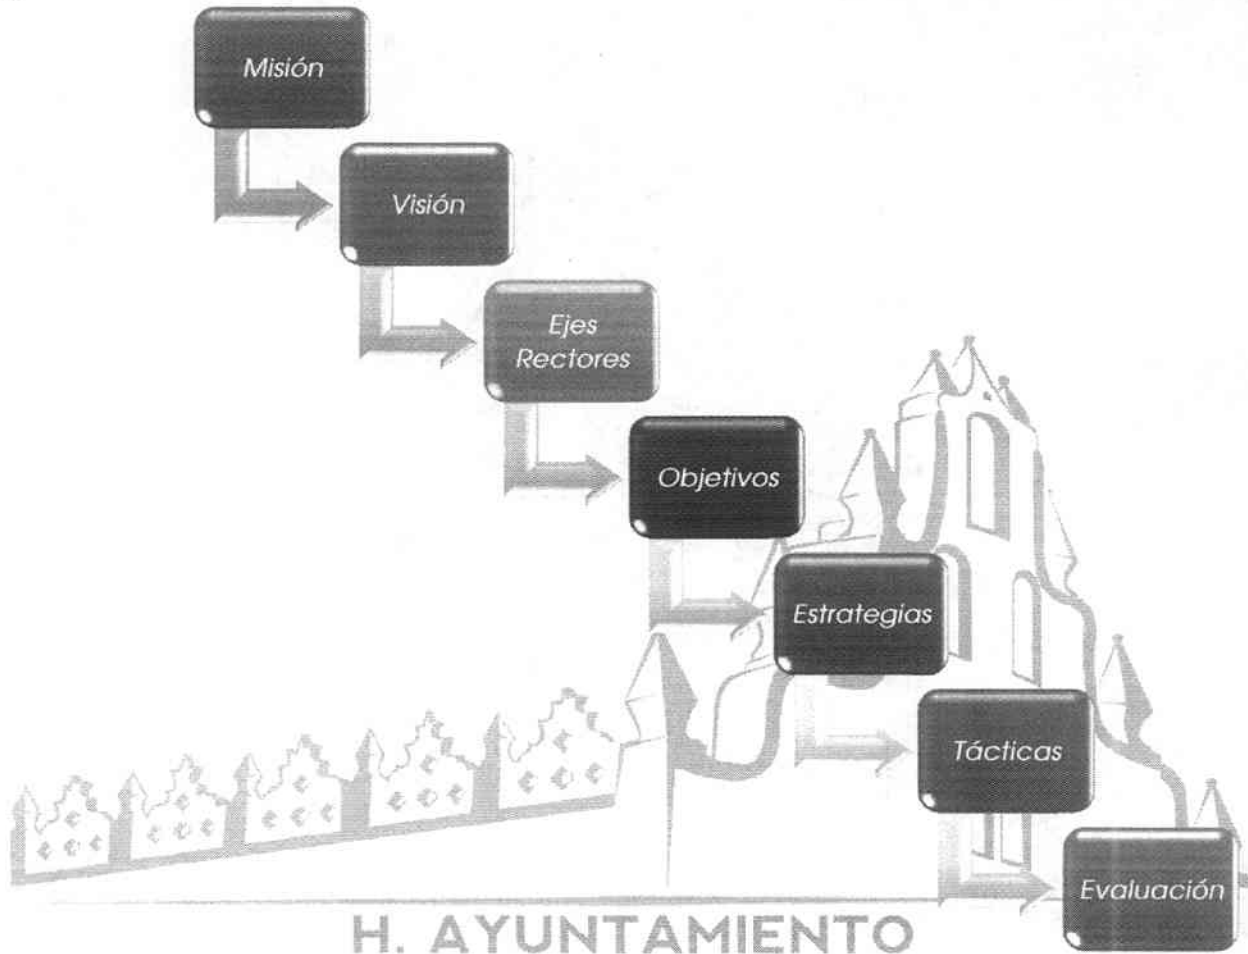 Misión
Visión
Ejes
Rectores
Objetivos
Estrategias
Tácticas
Evaluación
H. AYUNTAMIENTO